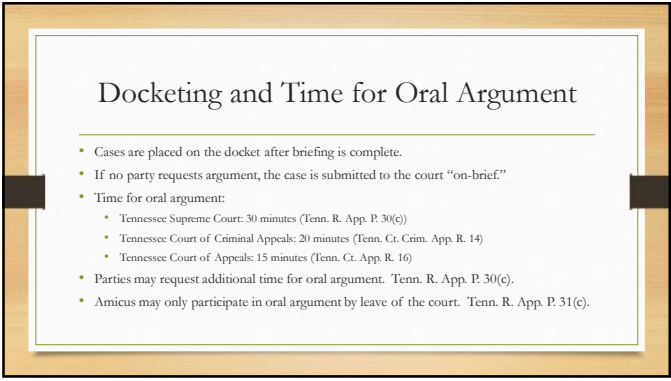 Docketing and Time for Oral Argument
• Cases are placed on the docket after briefing is complete.
• If no party requests argument, the case is submitted to the court “on-brief.”
• Time for oral argument:
• Tennessee Supreme Court: 30 minutes (Tenn. R. App. P. 30(c))
• Tennessee Court of Criminal Appeals: 20 minutes (Tenn. Ct. Crim. App. R. 14)
• Tennessee Court of Appeals: 15 minutes (Tenn. Ct. App. R. 16)
• Parties may request additional time for oral argument. Tenn. R. App. P. 30(c).
• Amicus may only participate in oral argument by leave of the court. Tenn. R. App. P. 31(c).